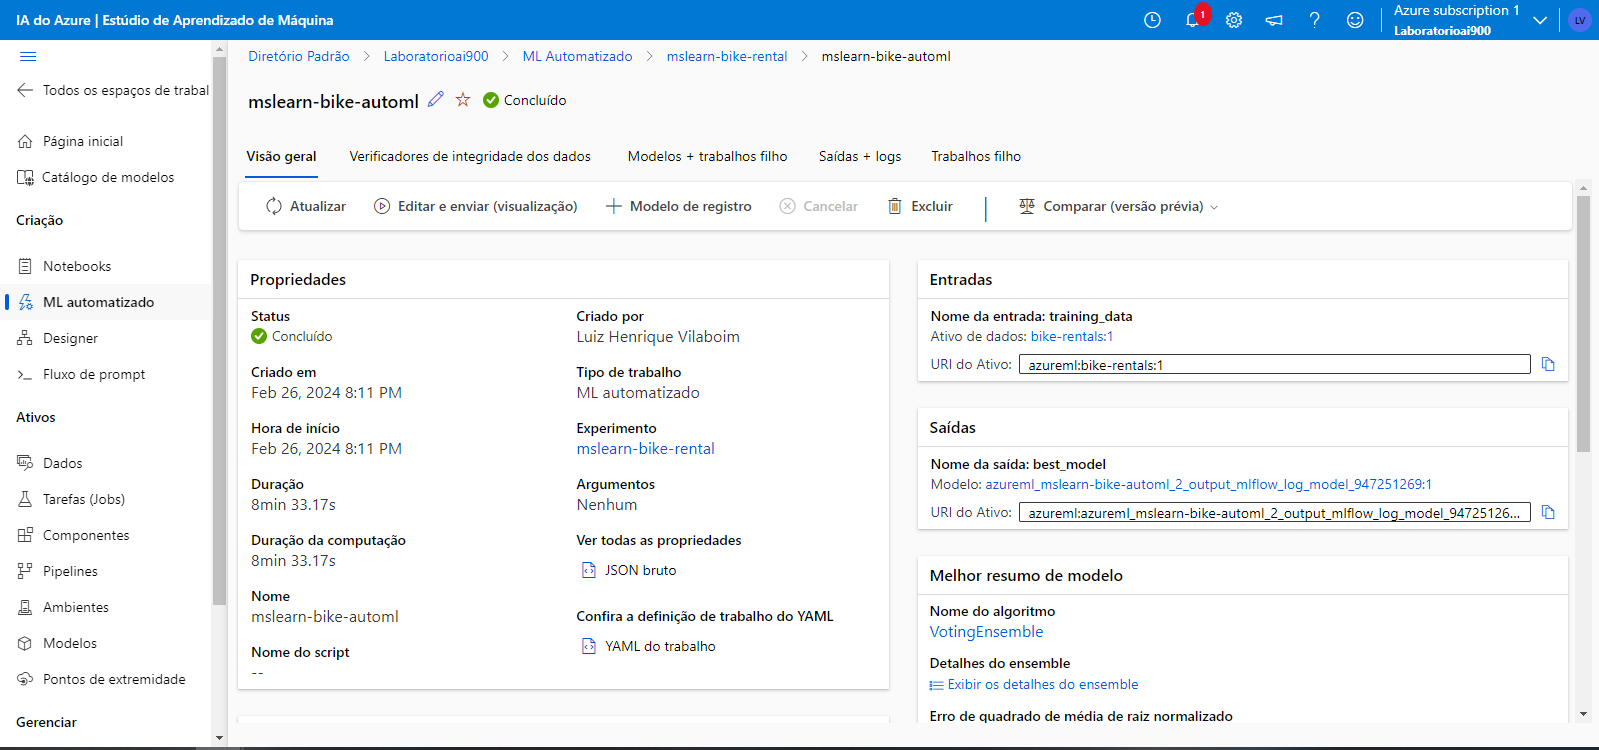 IA do Azure | Estúdio de Aprendizado de Máquina
1
Azure subscription 1
Laboratorioai900
LV
Todos os espaços de trabal
Página inicial
Catálogo de modelos
Criação
Notebooks
ML automatizado
Designer
Fluxo de prompt
Ativos
Dados
Tarefas (Jobs)
Componentes
Pipelines
Ambientes
Modelos
Pontos de extremidade
Gerenciar
Diretório Padrão > Laboratorioai900 > ML Automatizado > mslearn-bike-rental > mslearn-bike-automl
mslearn-bike-automl Concluído
Visão geral Verificadores de integridade dos dados Modelos + trabalhos filho Saídas + logs Trabalhos filho
Atualizar Editar e enviar (visualização) Modelo de registro Cancelar Excluir Comparar (versão prévia)
Propriedades
Status
Concluído
Criado em
Feb 26, 2024 8:11 PM
Hora de início
Feb 26, 2024 8:11 PM
Duração
8min 33.17s
Duração da computação
8min 33.17s
Nome
mslearn-bike-automl
Nome do script
--
Criado por
Luiz Henrique Vilaboim
Tipo de trabalho
ML automatizado
Experimento
mslearn-bike-rental
Argumentos
Nenhum
Ver todas as propriedades
JSON bruto
Confira a definição de trabalho do YAML
YAML do trabalho
Entradas
Nome da entrada: training_data
Ativo de dados: bike-rentals:1
URI do Ativo: azureml:bike-rentals:1
Saídas
Nome da saída: best_model
Modelo: azureml_mslearn-bike-automl_2_output_mlflow_log_model_947251269:1
URI do Ativo: azureml:azureml_mslearn-bike-automl_2_output_mlflow_log_model_94725126...
Melhor resumo de modelo
Nome do algoritmo
VotingEnsemble
Detalhes do ensemble
Exibir os detalhes do ensemble
Erro de quadrado de média de raiz normalizado